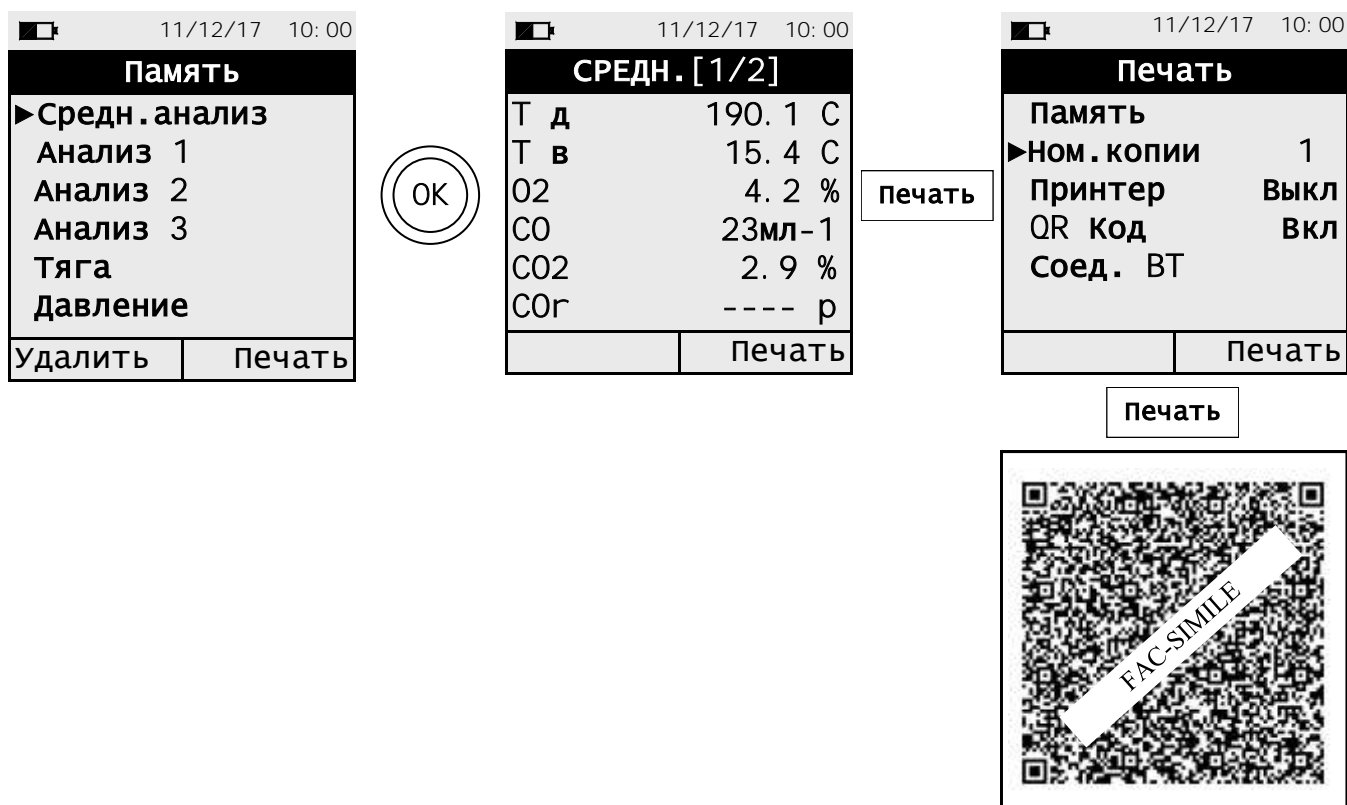 11/12/17 10:00
Память
►Средн.анализ
Анализ 1
Анализ 2
Анализ 3
Тяга
Давление
Удалить Печать
OK
11/12/17 10:00
СРЕДН.[1/2]
T д 190.1 C
T в 15.4 C
O2 4.2 %
CO 23мл-1
CO2 2.9 %
COr ---- p
Печать
Печать
11/12/17 10:00
Печать
Память
►Ном.копии 1
Принтер Выкл
QR Код Вкл
Соед. BT
Печать
Печать
FAC-SIMILE